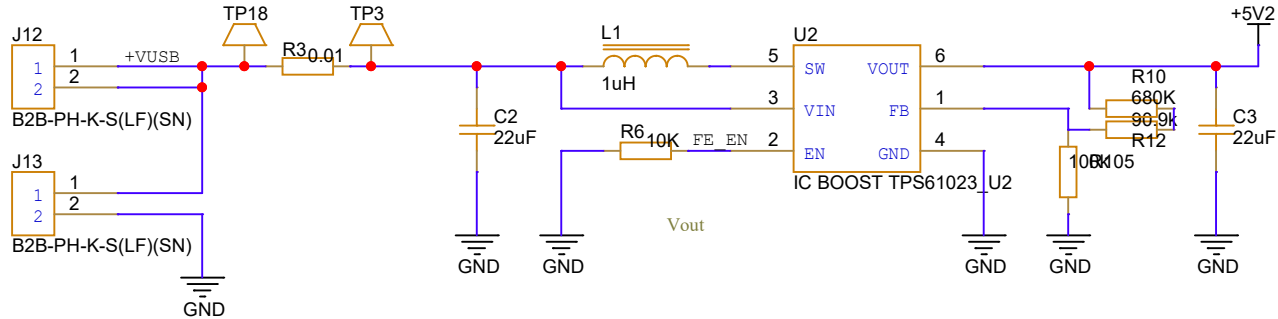 TP18
TP3
+5V2
J12
1
+VUSB
R3
0.01
L1
U2
1
2
2
B2B-PH-K-S(LF)(SN)
1uH
5
SW
VOUT
6
R10
680K
3
VIN
FB
1
90.9k
R12
C2
22uF
C3
22uF
R6
10K
FE_EN
2
EN
GND
4
IC BOOST TPS61023_U2
R105
J13
1
1
2
2
B2B-PH-K-S(LF)(SN)
Vout
GND
GND
GND
GND
GND
GND